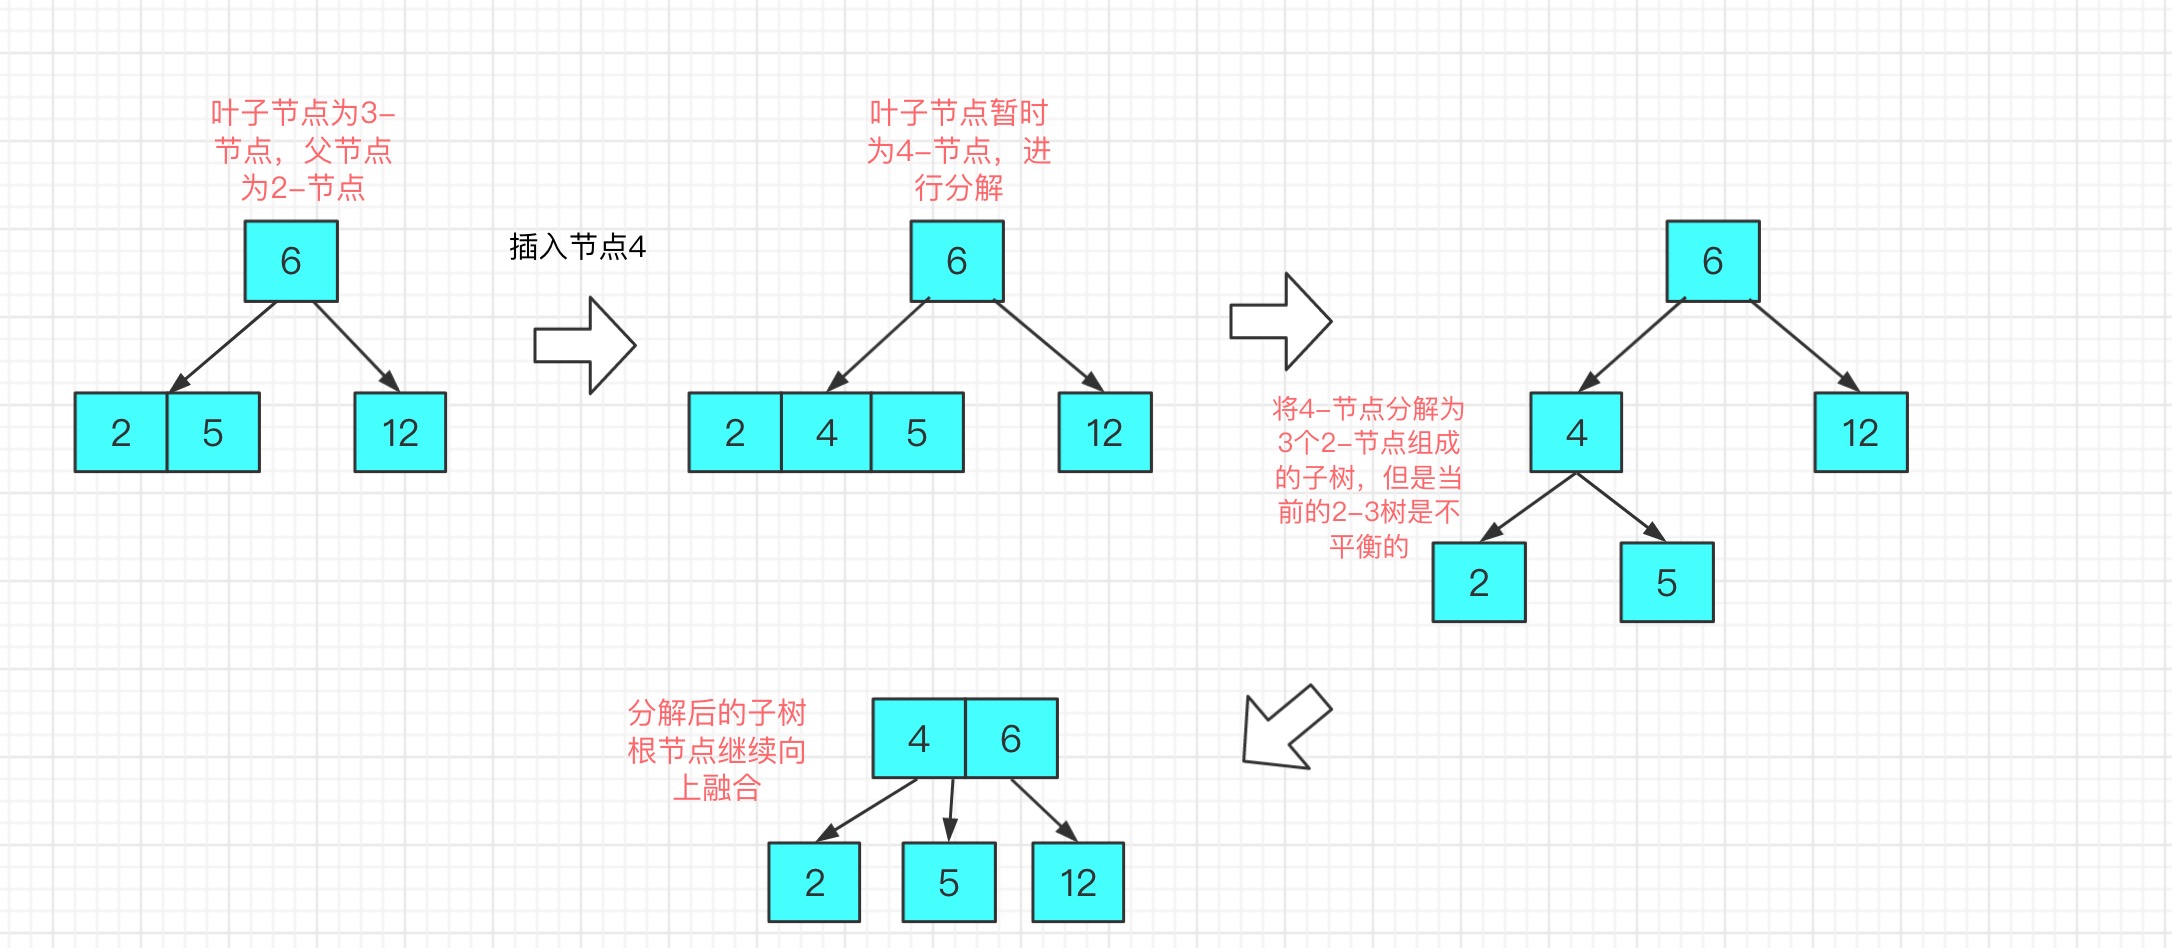 叶子节点为3-
节点，父节点
为2-节点
6
2 5
12
插入节点4
叶子节点暂时
为4-节点，进
行分解
6
2 4 5
12
将4-节点分解为
3个2-节点组成
的子树，但是当
前的2-3树是不
平衡的
6
4
12
2
5
分解后的子树
根节点继续向
上融合
4 6
2
5
12